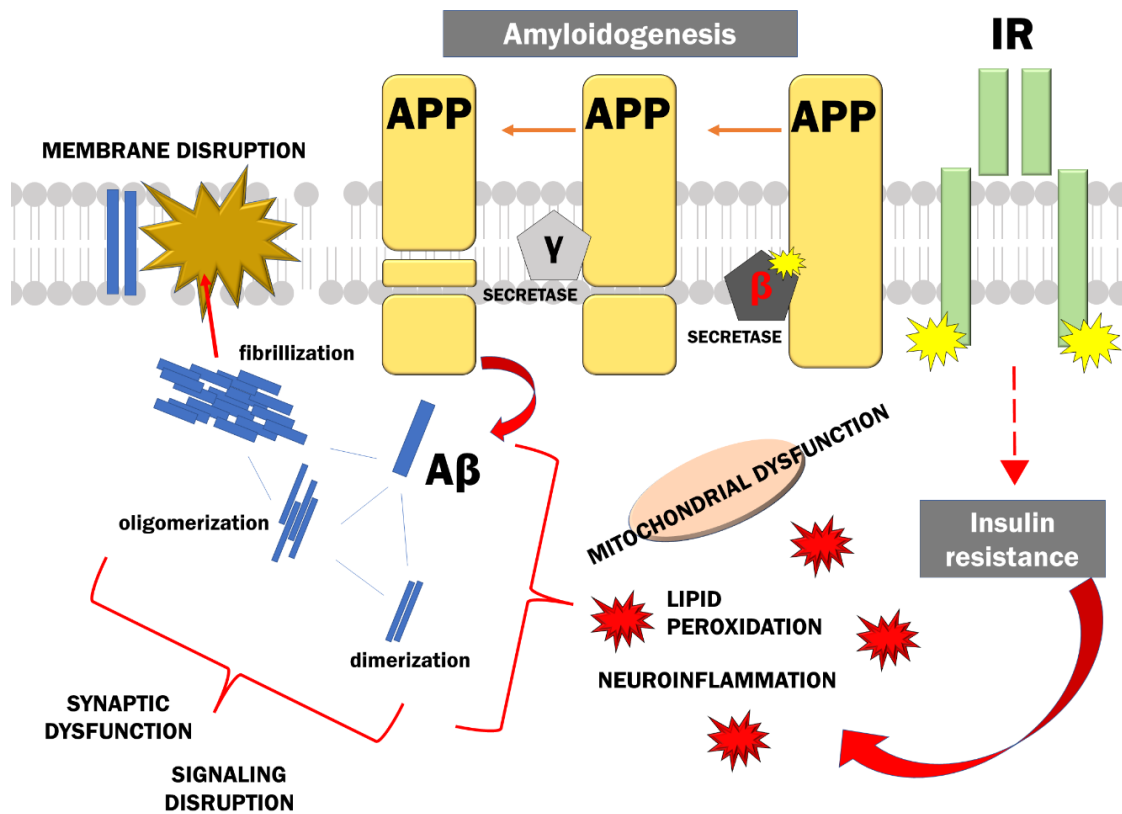 Amyloidogenesis
IR
APP
APP
APP
MEMBRANE DISRUPTION
γ
SECRETASE
β
SECRETASE
fibrillization
Aβ
oligomerization
dimerization
MITOCHONDRIAL DYSFUNCTION
Insulin
resistance
LIPID
PEROXIDATION
NEUROINFLAMMATION
SYNAPTIC
DYSFUNCTION
SIGNALING
DISRUPTION